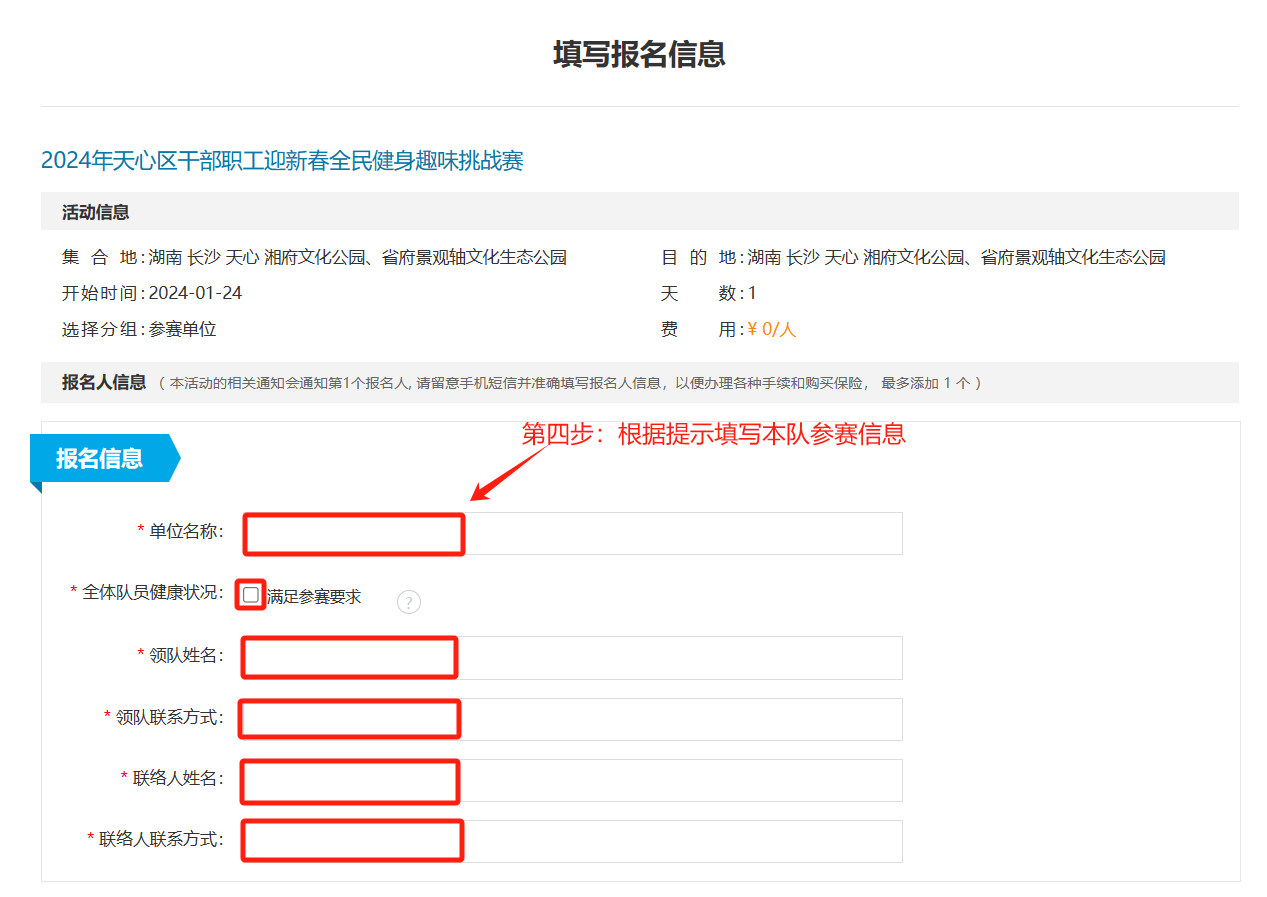 填写报名信息
2024年天心区干部职工迎新春全民健身趣味挑战赛
活动信息
集合地:湖南 长沙 天心 湘府文化公园、省府景观轴文化生态公园
目的地:湖南 长沙 天心 湘府文化公园、省府景观轴文化生态公园
开始时间:2024-01-24
天数:1
选择分组:参赛单位
费用:¥ 0/人
报名人信息 （ 本活动的相关通知会通知第1个报名人, 请留意手机短信并准确填写报名人信息，以便办理各种手续和购买保险， 最多添加 1 个 ）
第四步：根据提示填写本队参赛信息
报名信息
* 单位名称:
* 全体队员健康状况: 满足参赛要求 ?
* 领队姓名:
* 领队联系方式:
* 联络人姓名:
* 联络人联系方式: